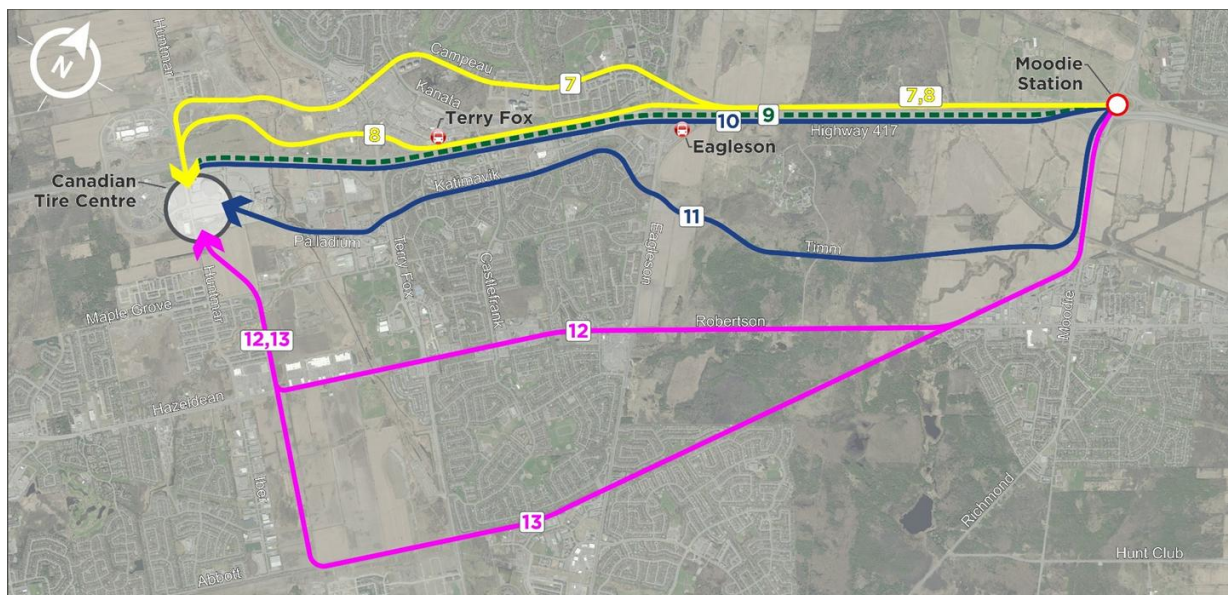 N
Huntmar
Campeau
Kanata
7
7,8
Moodie
Station
Terry Fox
8
10
9
Highway 417
Eagleson
Canadian
Tire Centre
Katimavik
11
Palladium
Timm
Terry Fox
Castlefrank
Eagleson
Huntmar
Maple Grove
Moodie
Robertson
12
12,13
Hazeldean
Iber
13
Richmond
Abbott
Hunt Club